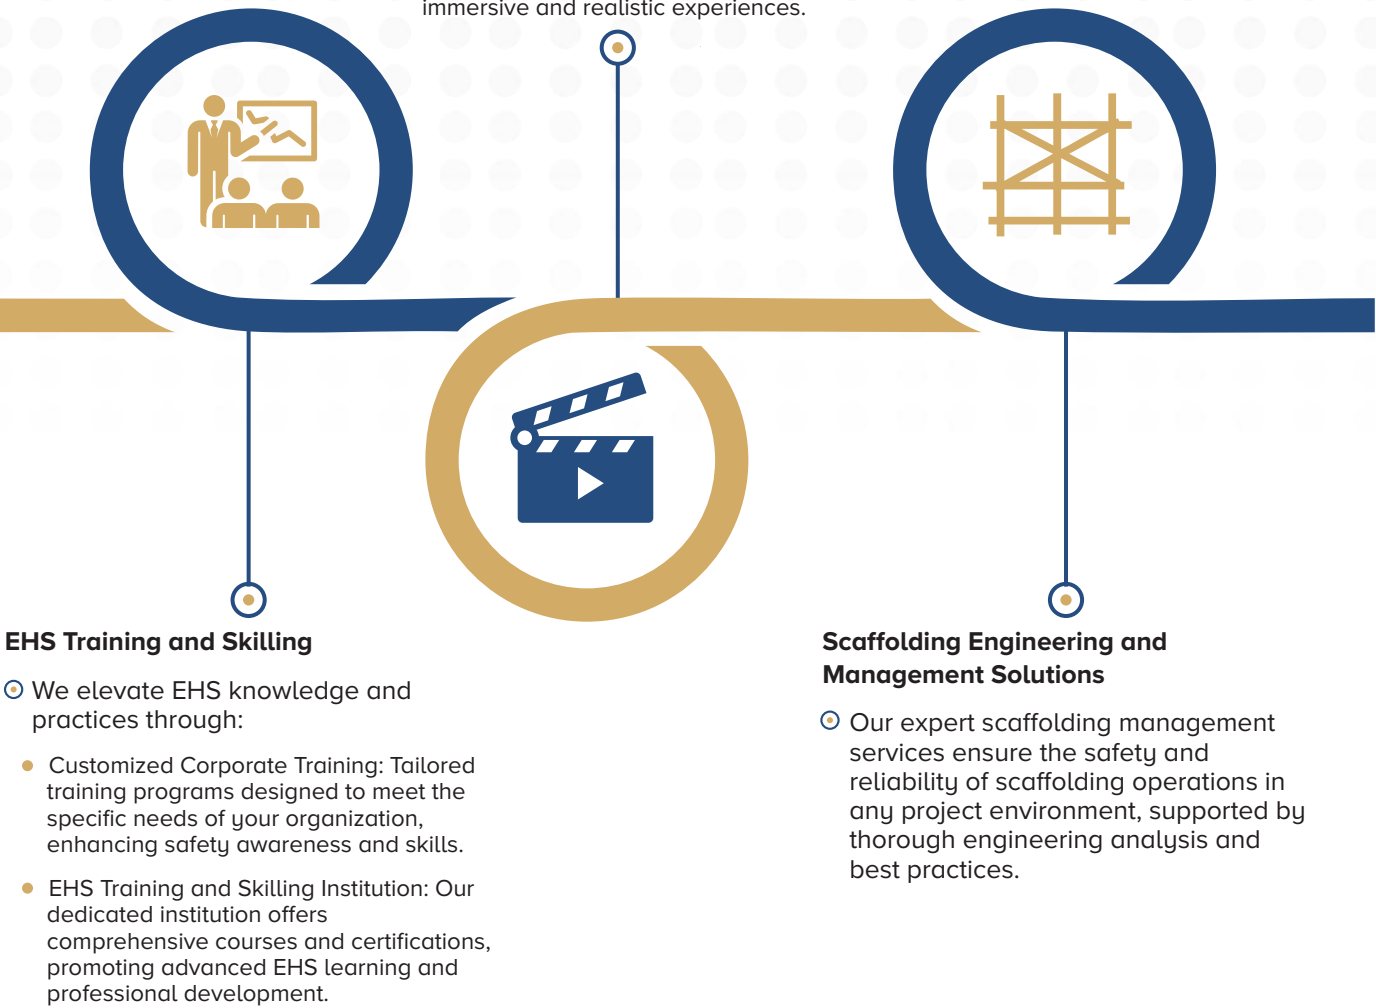 immersive and realistic experiences.
EHS Training and Skilling
We elevate EHS knowledge and
practices through:
Customized Corporate Training: Tailored
training programs designed to meet the
specific needs of your organization,
enhancing safety awareness and skills.
EHS Training and Skilling Institution: Our
dedicated institution offers
comprehensive courses and certifications,
promoting advanced EHS learning and
professional development.
Scaffolding Engineering and
Management Solutions
Our expert scaffolding management
services ensure the safety and
reliability of scaffolding operations in
any project environment, supported by
thorough engineering analysis and
best practices.